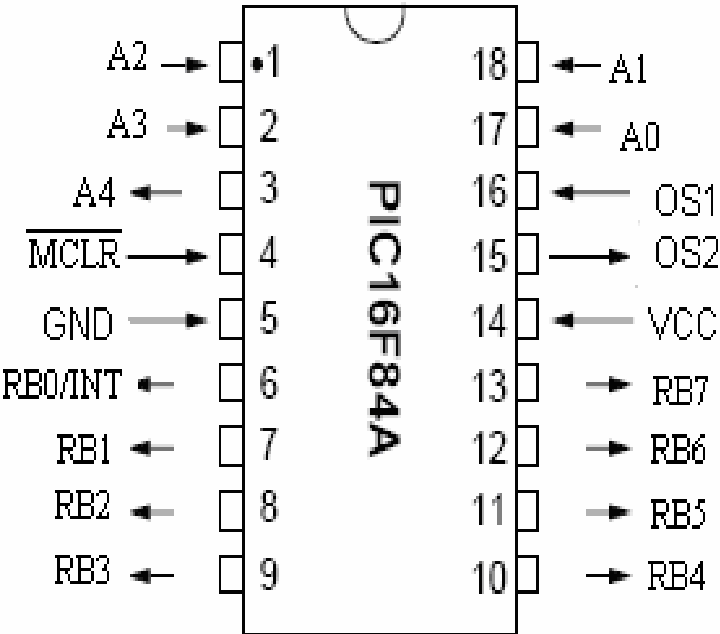 A2 •1 18 A1
A3 2 17 A0
A4 3 16 OS1
MCLR 4 15 OS2
GND 5 14 VCC
RB0/INT 6 13 RB7
RB1 7 12 RB6
RB2 8 11 RB5
RB3 9 10 RB4
PIC16F84A